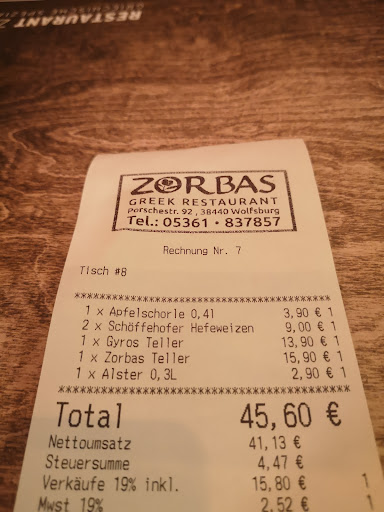 RESTAURANT
GRIECHISCHE
ZORBAS
GREEK RESTAURANT
Porschestr. 92 , 38440 Wolfsburg
Tel.: 05361 · 837857
Rechnung Nr. 7
Tisch #8
************************************
1 x Apfelschorle 0,4l 3,90 € 1
2 x Schöffehofer Hefeweizen 9,00 € 1
1 x Gyros Teller 13,90 € 1
1 x Zorbas Teller 15,90 € 1
1 x Alster 0,3L 2,90 € 1
************************************
Total 45,60 €
Nettoumsatz 41,13 €
Steuersumme 4,47 €
Verkäufe 19% inkl. 15,80 € 1
Mwst 19% 2,52 € 1